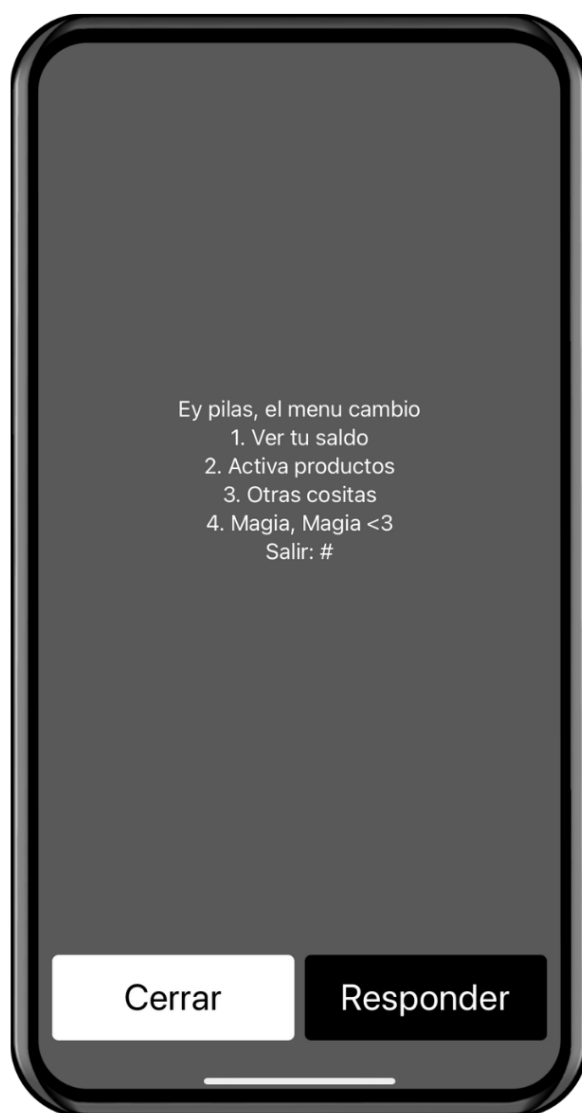 Ey pilas, el menu cambio
1. Ver tu saldo
2. Activa productos
3. Otras cositas
4. Magia, Magia <3
Salir: #
Cerrar
Responder